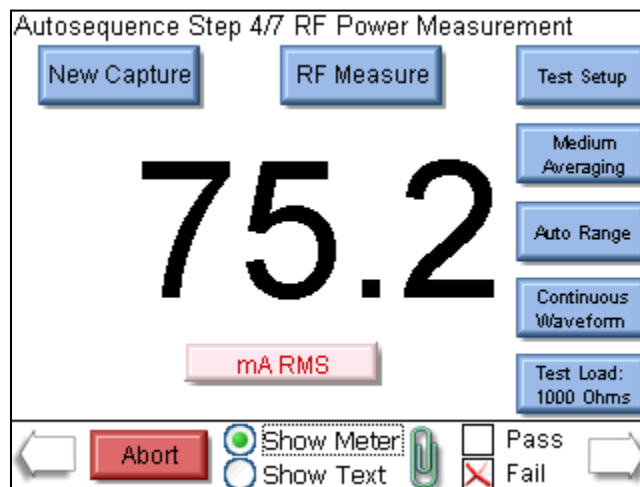 Autosequence Step 4/7 RF Power Measurement
New Capture
RF Measure
Test Setup
Medium
Averaging
75.2
Auto Range
Continuous
Waveform
mA RMS
Test Load:
1000 Ohms
Abort
Show Meter
Show Text
Pass
Fail